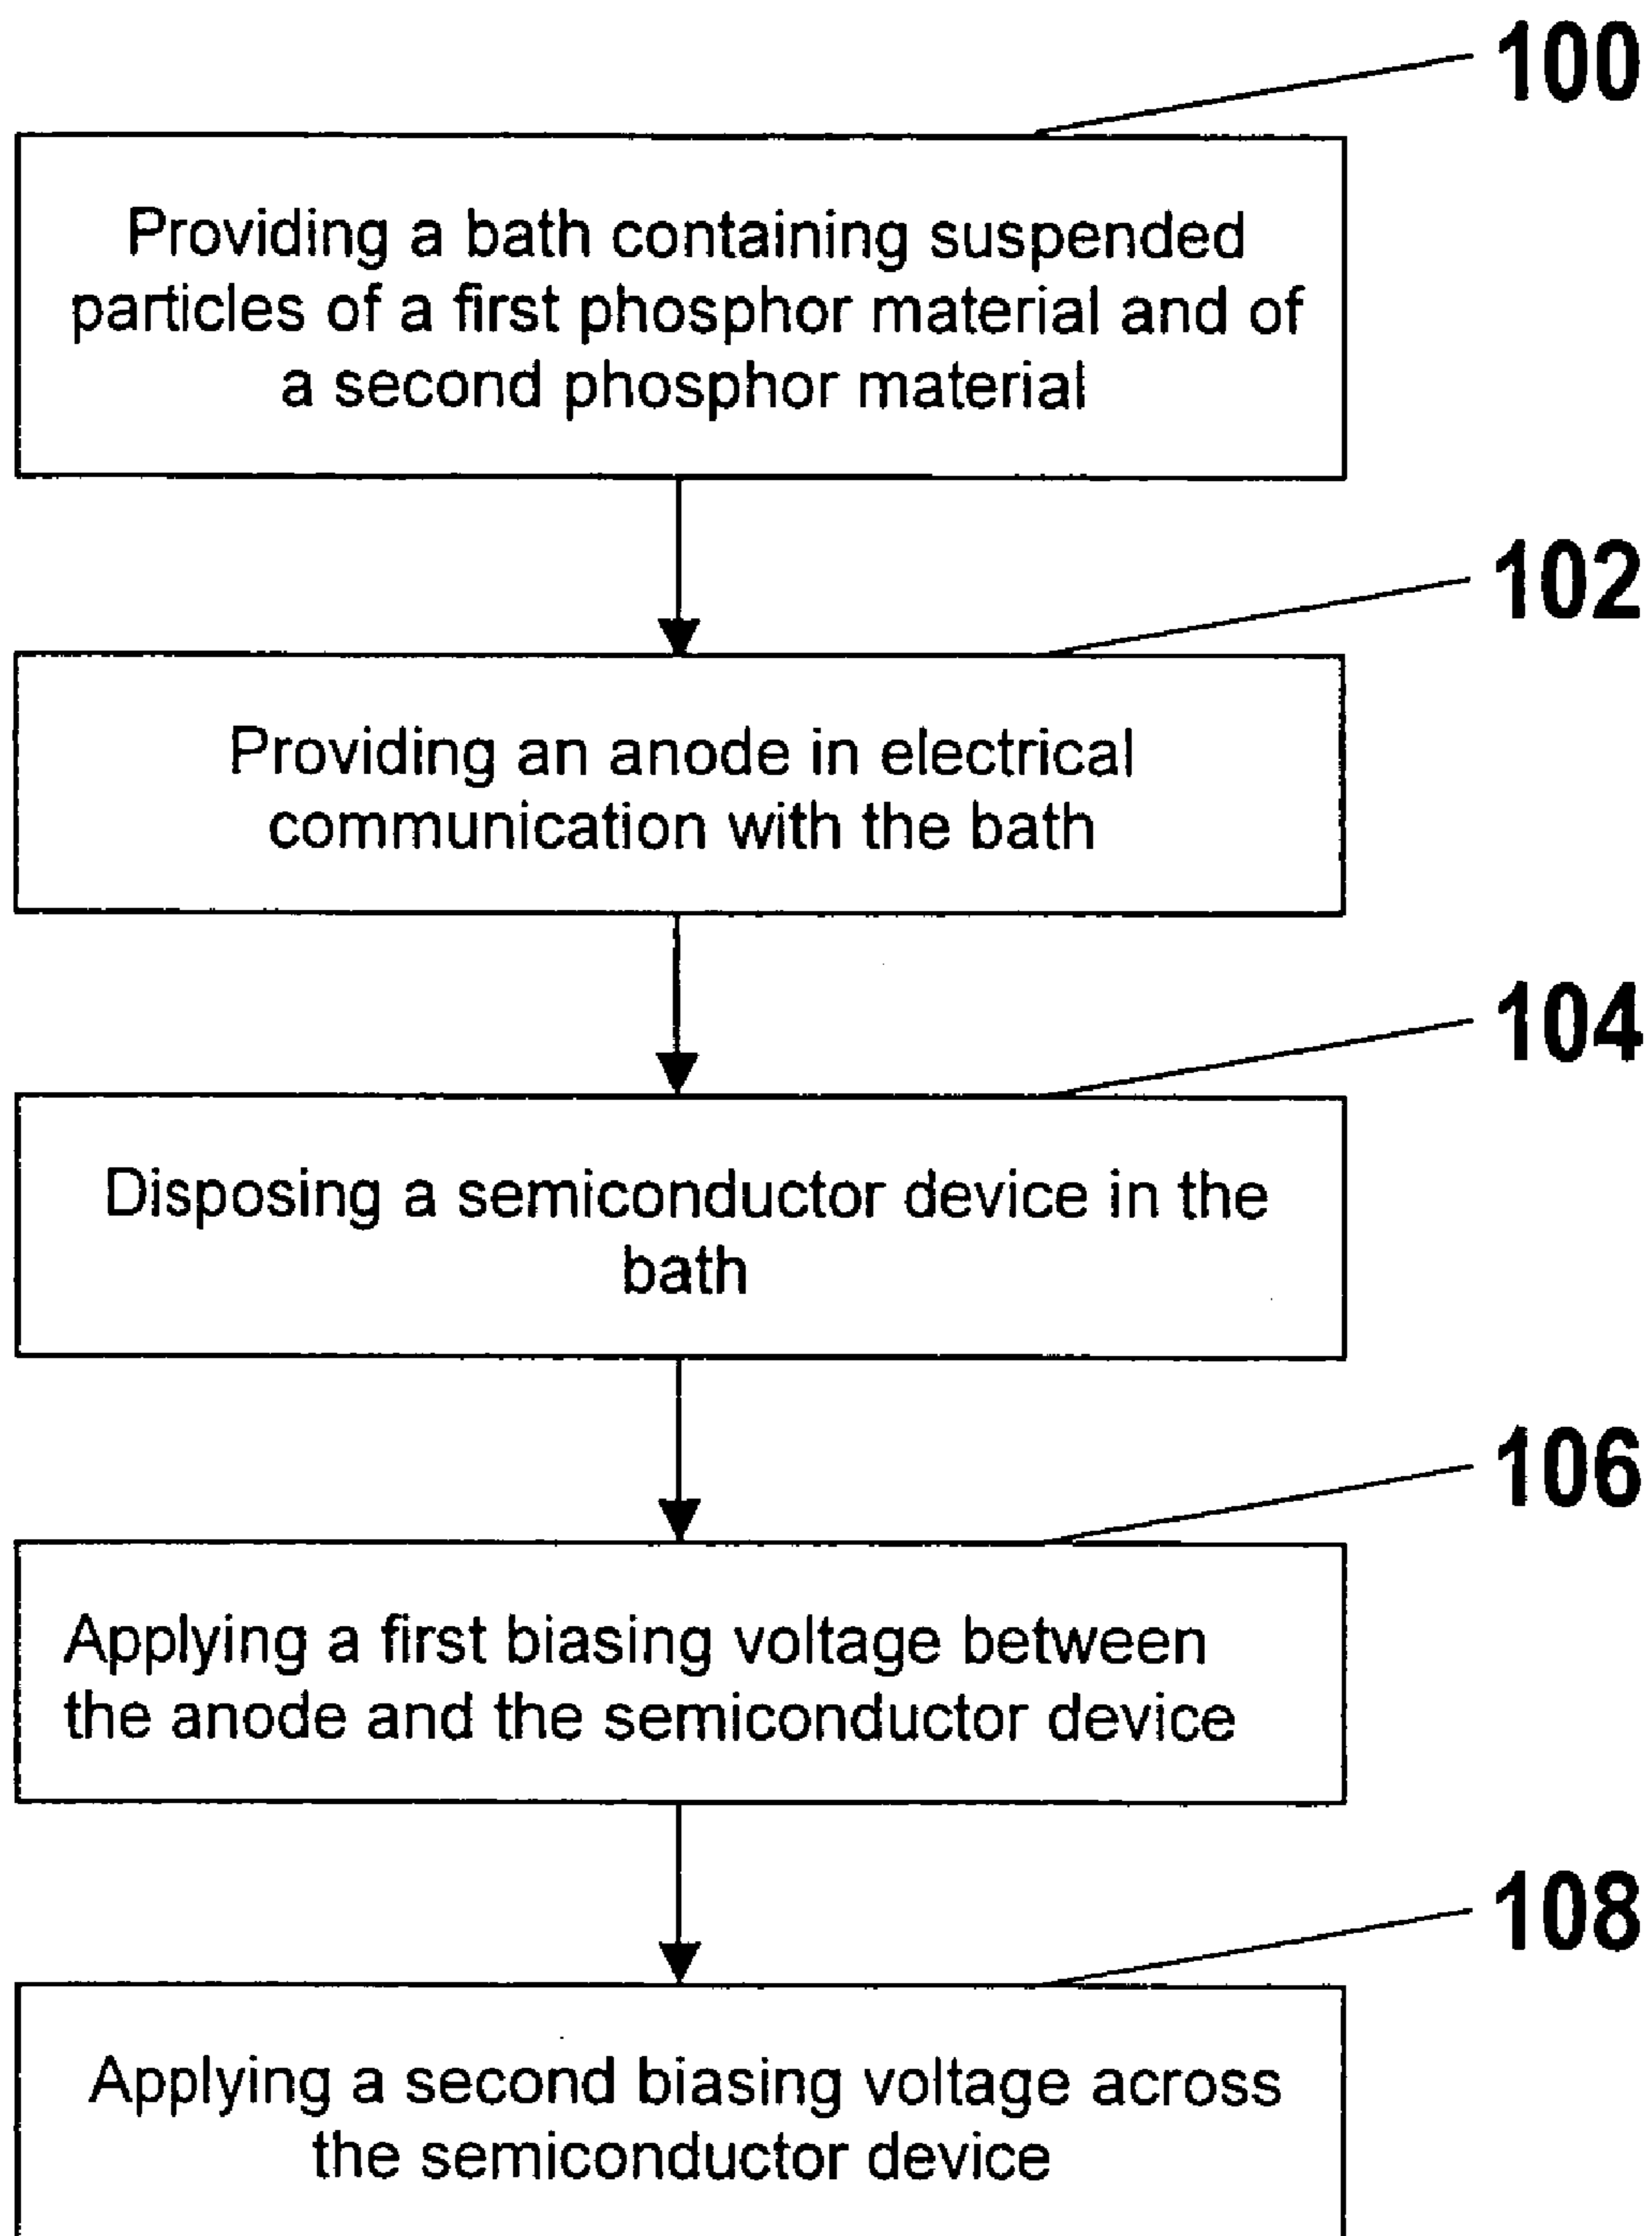 100
Providing a bath containing suspended
particles of a first phosphor material and of
a second phosphor material
102
Providing an anode in electrical
communication with the bath
104
Disposing a semiconductor device in the
bath
106
Applying a first biasing voltage between
the anode and the semiconductor device
108
Applying a second biasing voltage across
the semiconductor device